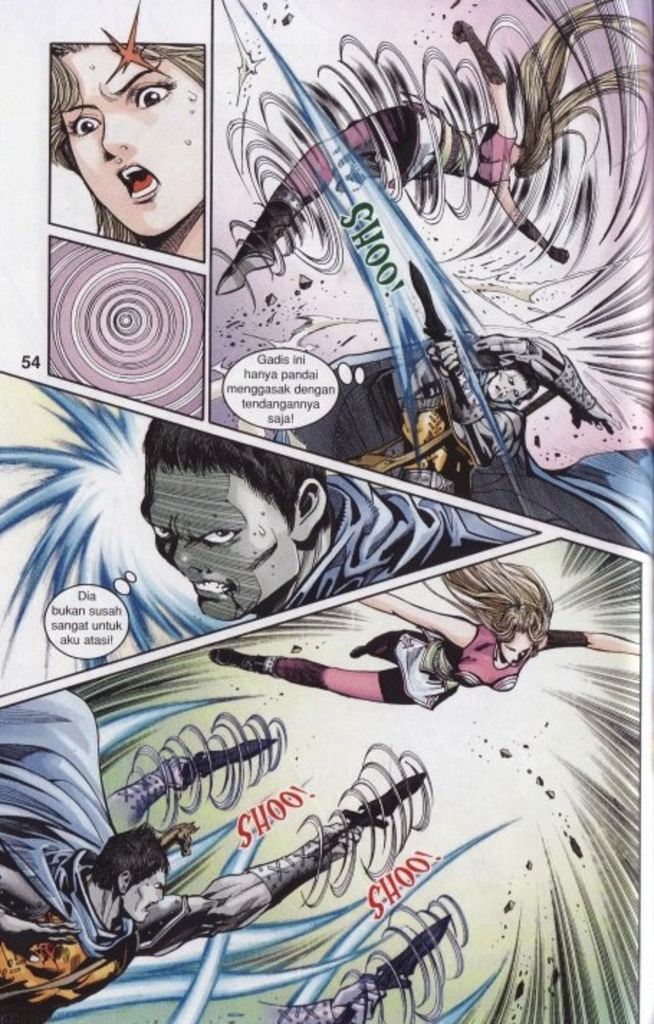 SHOO!
Gadis ini
hanya pandai
menggasak dengan
tendangannya
saja!
54
Dia
bukan susah
sangat untuk
aku atasi!
SHOO!
SHOO!